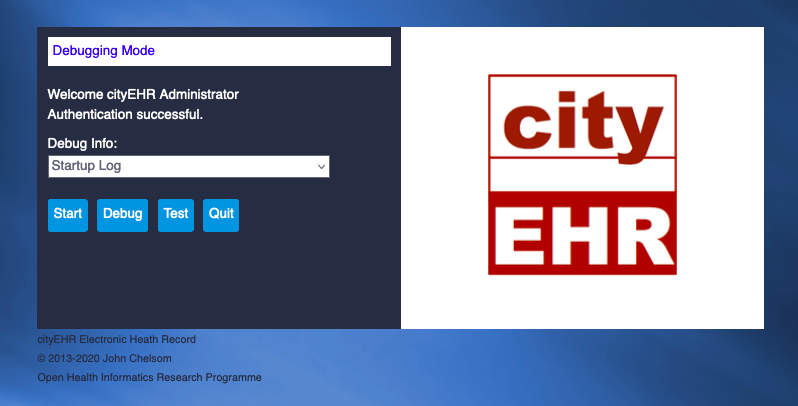 Debugging Mode
Welcome cityEHR Administrator
Authentication successful.
Debug Info:
Startup Log
Start Debug Test Quit
city
EHR
cityEHR Electronic Heath Record
© 2013-2020 John Chelsom
Open Health Informatics Research Programme